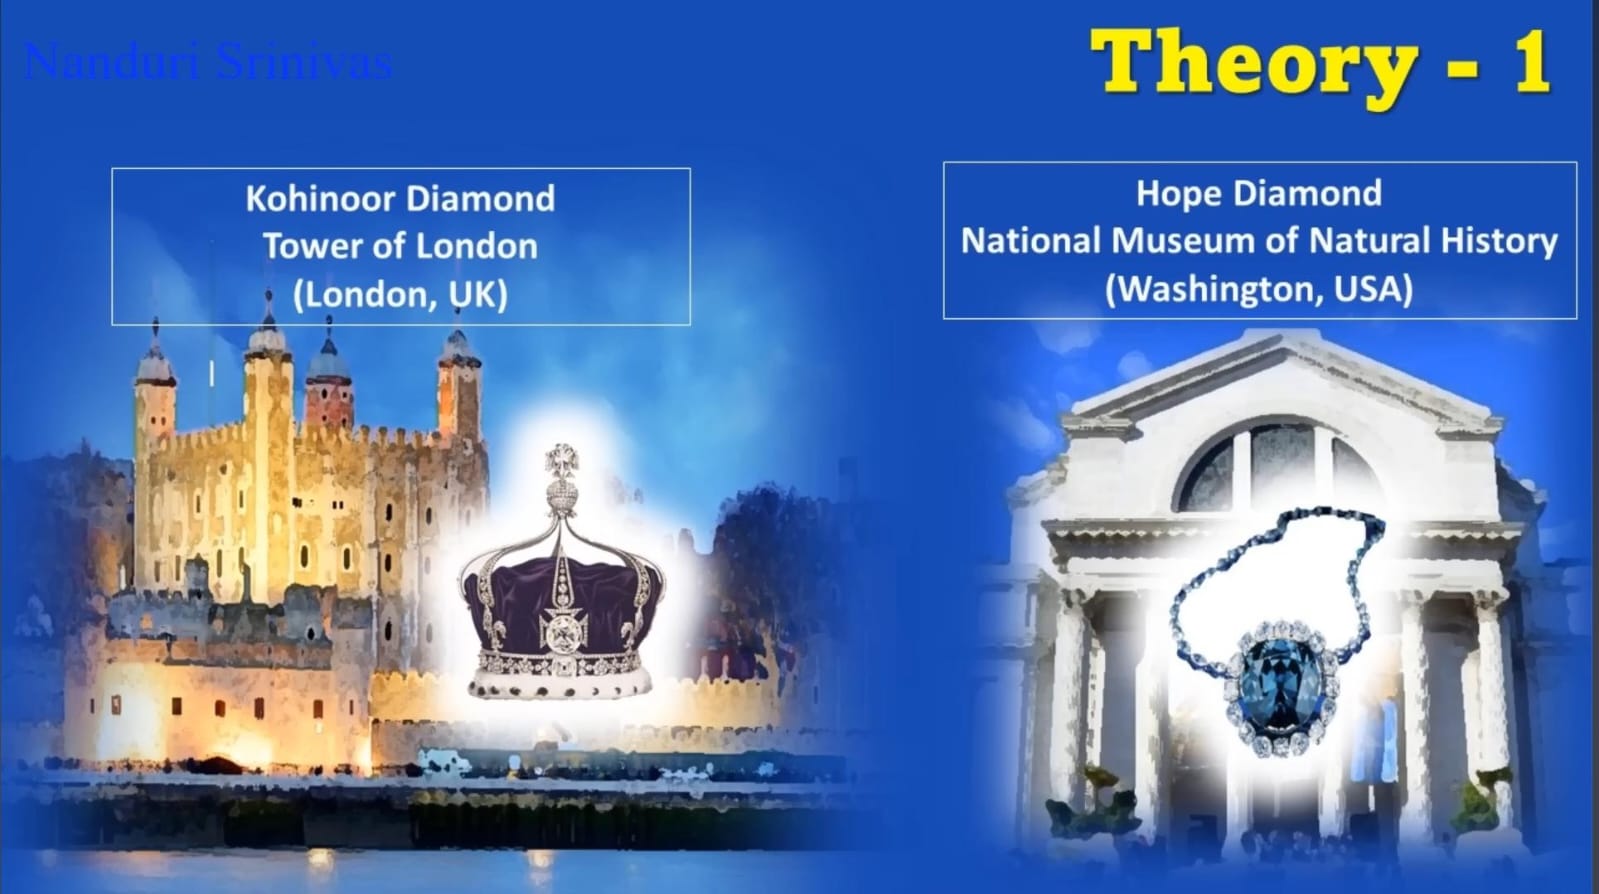 Nanduri Srinivas
Theory - 1
Kohinoor Diamond
Tower of London
(London, UK)
Hope Diamond
National Museum of Natural History
(Washington, USA)